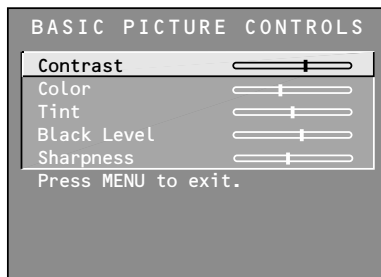 BASIC PICTURE CONTROLS
Contrast
Color
Tint
Black Level
Sharpness
Press MENU to exit.